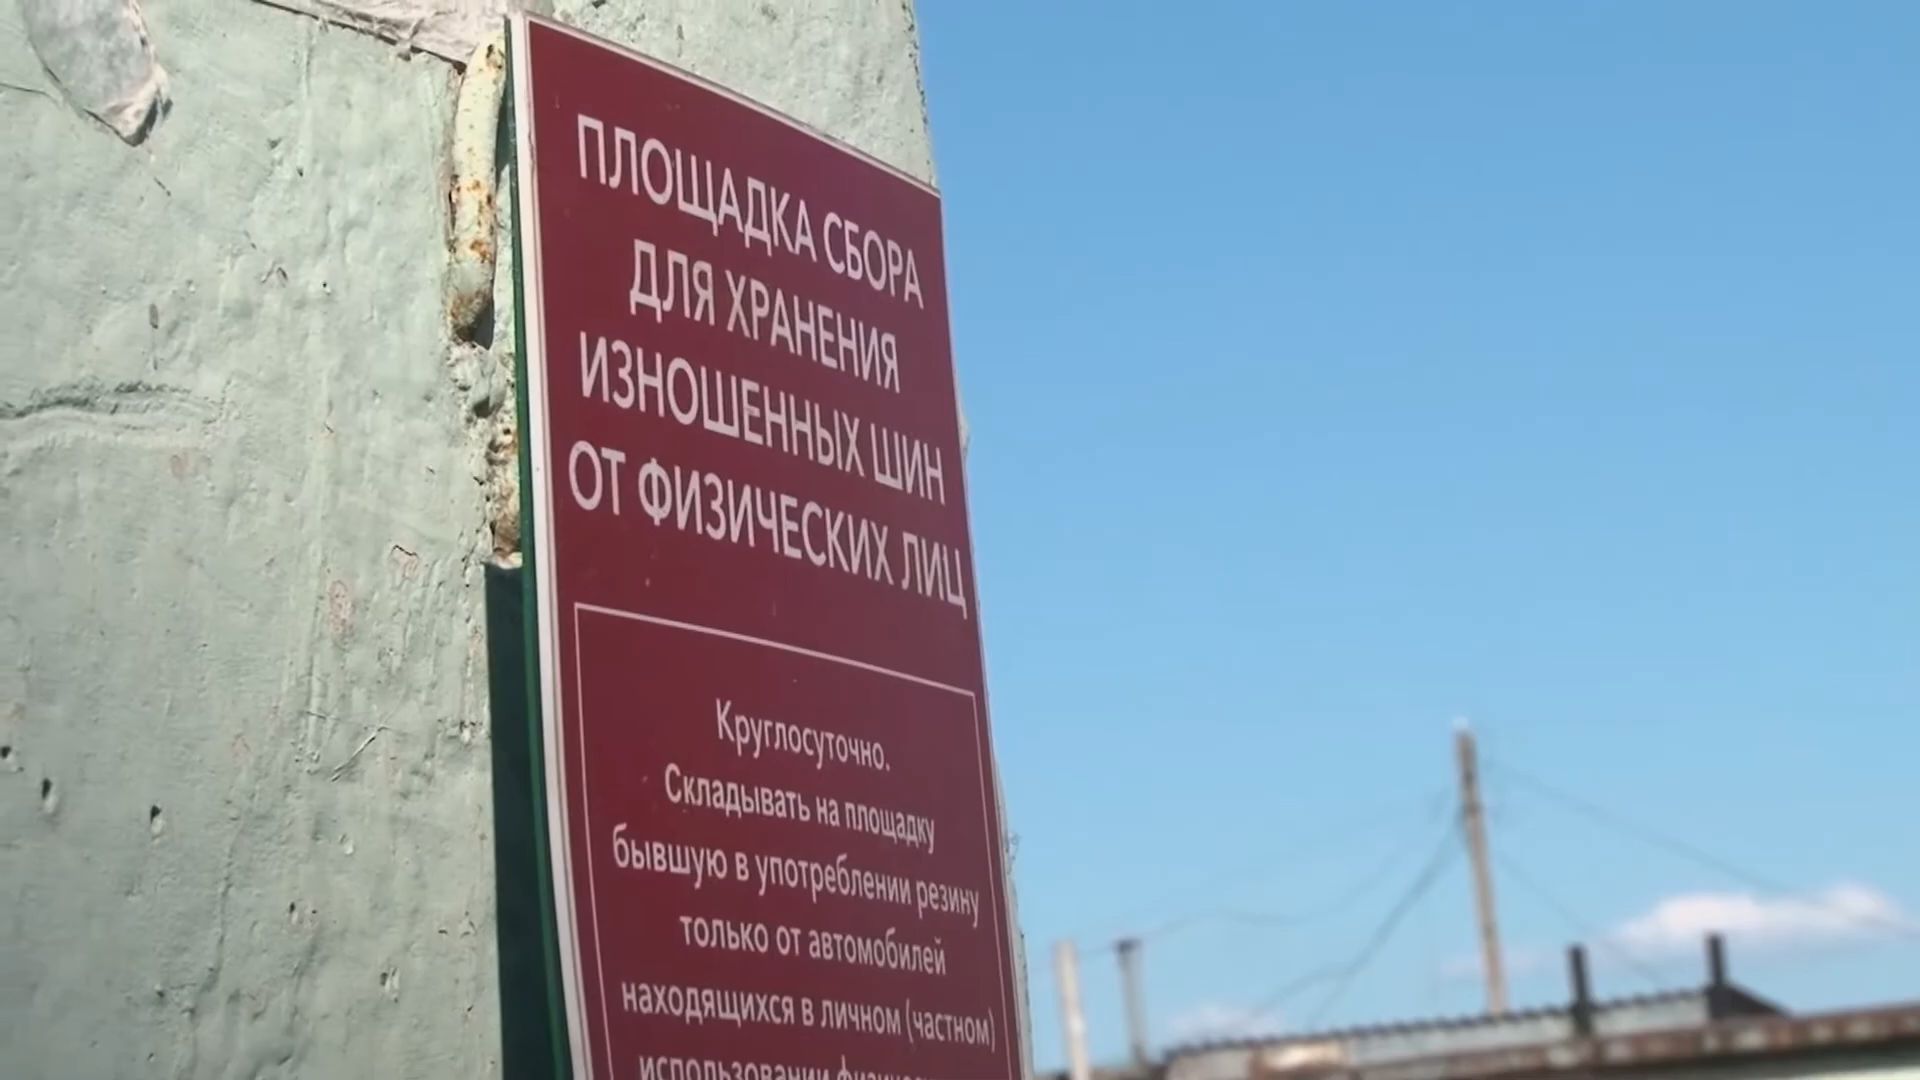 ПЛОЩАДКА СБОРА
ДЛЯ ХРАНЕНИЯ
ИЗНОШЕННЫХ ШИН
ОТ ФИЗИЧЕСКИХ ЛИЦ
Круглосуточно.
Складывать на площадку
бывшую в употреблении резину
только от автомобилей
находящихся в личном (частном)
использовании